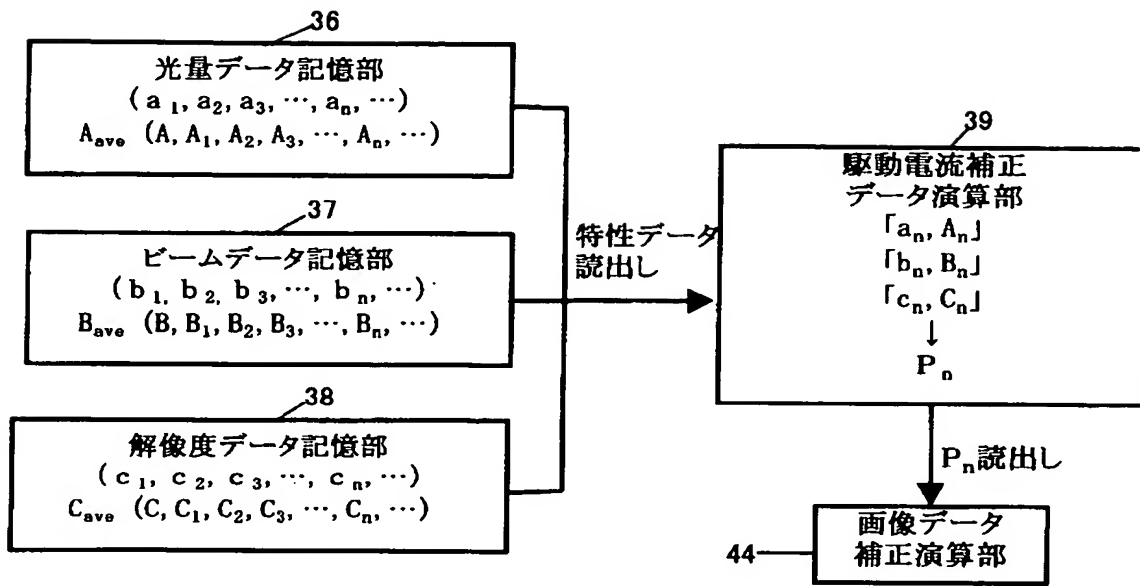 36
光量データ記憶部
(a1, a2, a3, …, an, …)
Aave (A, A1, A2, A3, …, An, …)
37
ビームデータ記憶部
(b1, b2, b3, …, bn, …)
Bave (B, B1, B2, B3, …, Bn, …)
38
解像度データ記憶部
(c1, c2, c3, …, cn, …)
Cave (C, C1, C2, C3, …, Cn, …)
特性データ
読出し
39
駆動電流補正
データ演算部
「an, An」
「bn, Bn」
「cn, Cn」
↓
Pn
Pn読出し
44
画像データ
補正演算部